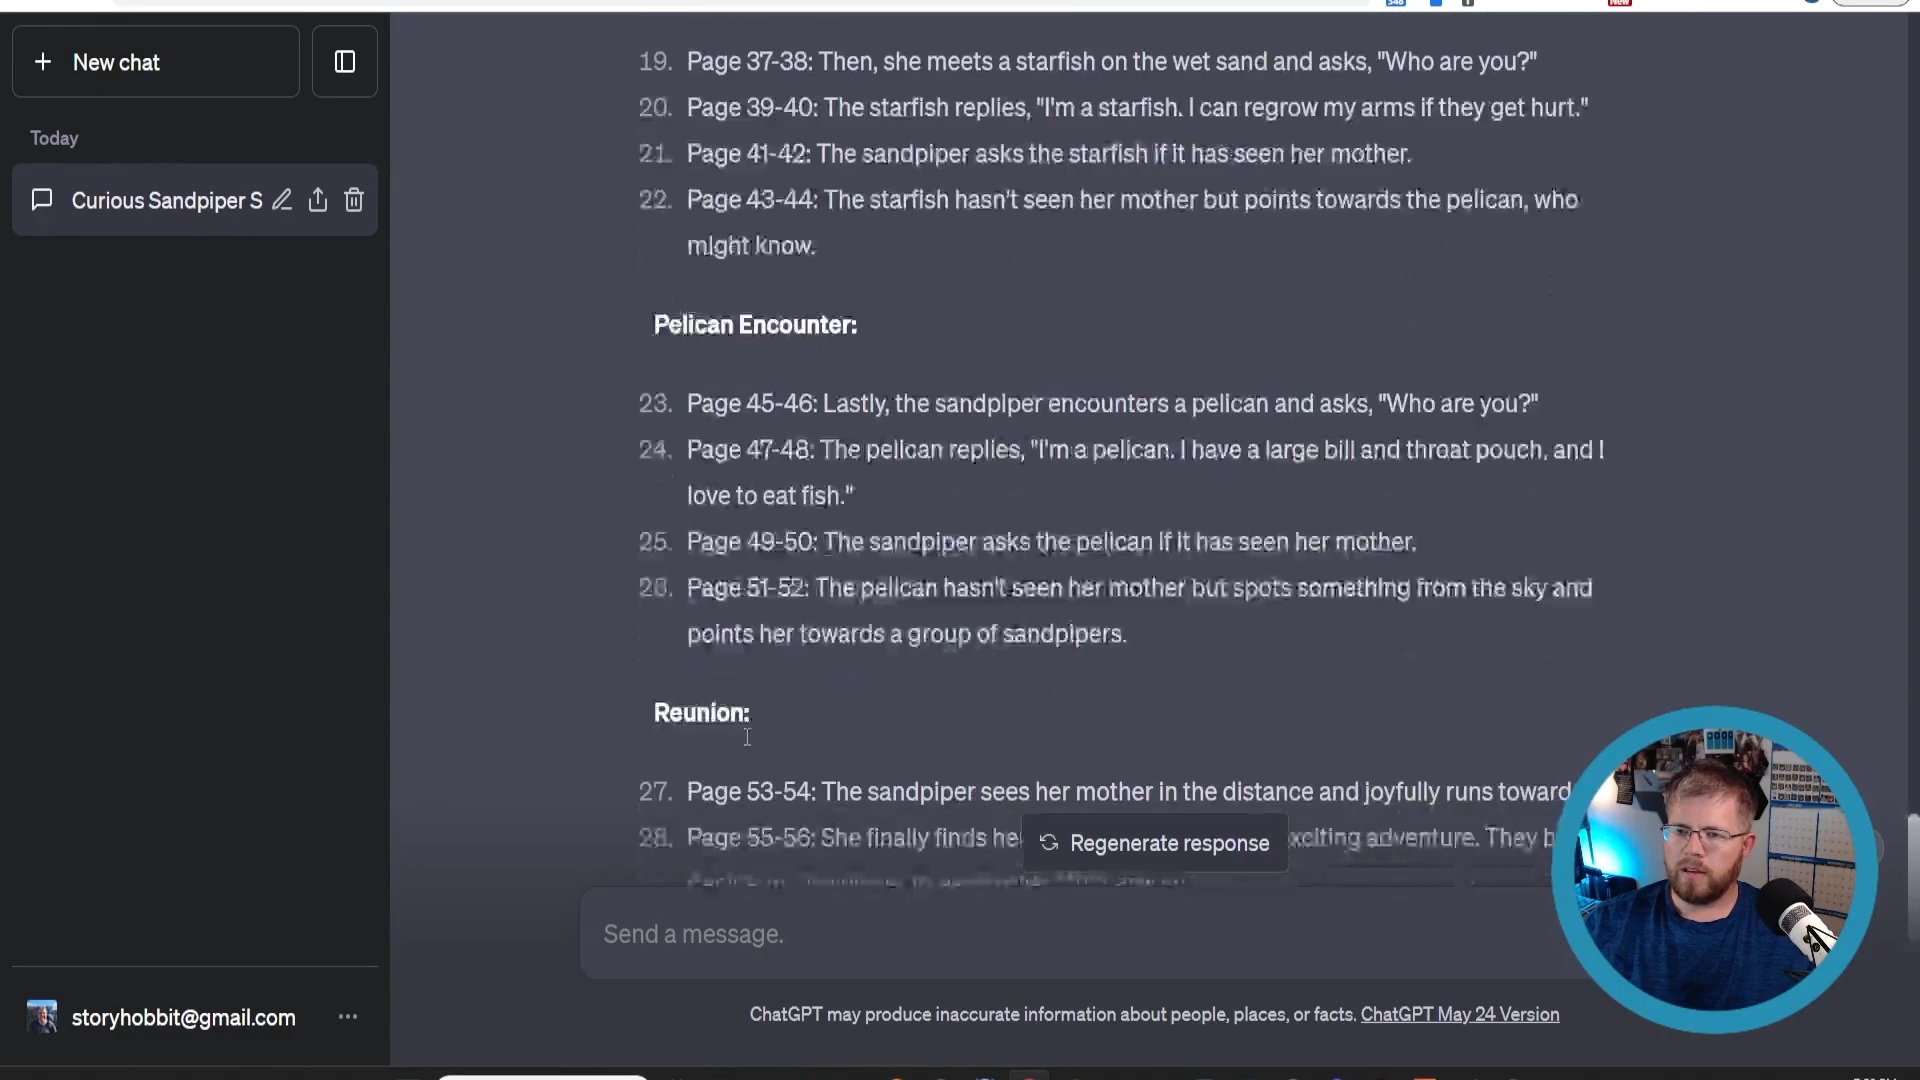 New chat
Today
Curious Sandpiper S
19. Page 37-38: Then, she meets a starfish on the wet sand and asks, "Who are you?"
20. Page 39-40: The starfish replies, "I'm a starfish. I can regrow my arms if they get hurt."
21. Page 41-42: The sandpiper asks the starfish if it has seen her mother.
22. Page 43-44: The starfish hasn't seen her mother but points towards the pelican, who
might know.
Pelican Encounter:
23. Page 45-46: Lastly, the sandpiper encounters a pelican and asks, "Who are you?"
24. Page 47-48: The pelican replies, "I'm a pelican. I have a large bill and throat pouch, and I
love to eat fish."
25. Page 49-50: The sandpiper asks the pelican if it has seen her mother.
26. Page 51-52: The pelican hasn't seen her mother but spots something from the sky and
points her towards a group of sandpipers.
Reunion:
27. Page 53-54: The sandpiper sees her mother in the distance and joyfully runs toward
28. Page 55-56: She finally finds he xciting adventure. They b
Regenerate response
Send a message.
ChatGPT may produce inaccurate information about people, places, or facts. ChatGPT May 24 Version
storyhobbit@gmail.com
New